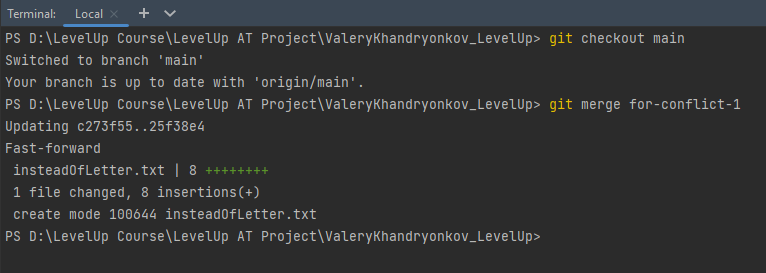 Terminal: Local × + ∨
PS D:\LevelUp Course\LevelUp AT Project\ValeryKhandryonkov_LevelUp> git checkout main
Switched to branch 'main'
Your branch is up to date with 'origin/main'.
PS D:\LevelUp Course\LevelUp AT Project\ValeryKhandryonkov_LevelUp> git merge for-conflict-1
Updating c273f55..25f38e4
Fast-forward
 insteadOfLetter.txt | 8 ++++++++
 1 file changed, 8 insertions(+)
 create mode 100644 insteadOfLetter.txt
PS D:\LevelUp Course\LevelUp AT Project\ValeryKhandryonkov_LevelUp>